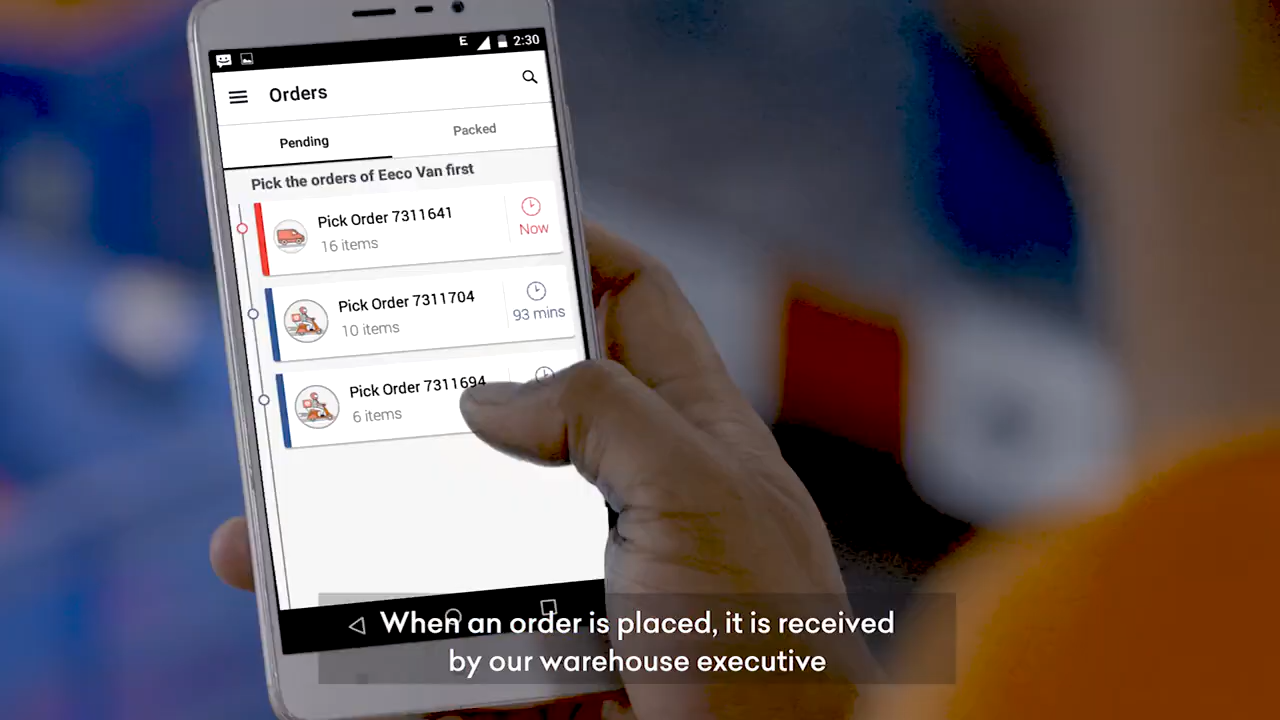 E 2:30
Orders
Pending Packed
Pick the orders of Eeco Van first
Pick Order 7311641
16 items
Now
Pick Order 7311704
10 items
93 mins
Pick Order 7311694
6 items
When an order is placed, it is received
by our warehouse executive